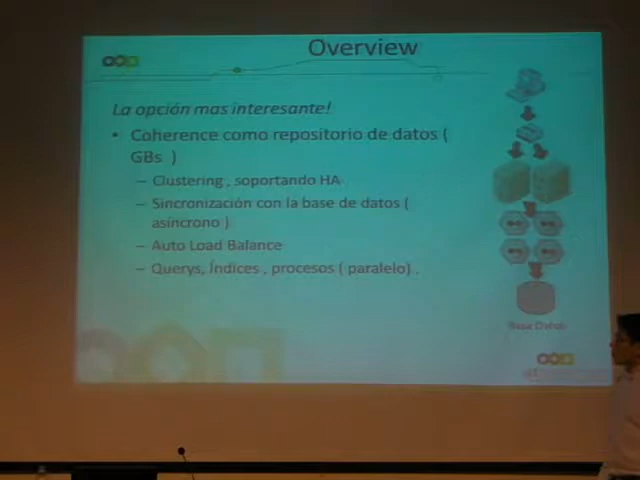 Overview
La opción mas interesante!
• Coherence como repositorio de datos (
GBs )
– Clustering , soportando HA
– Sincronización con la base de datos (
asíncrono )
– Auto Load Balance
– Querys, Índices , procesos ( paralelo) .
Base Datos